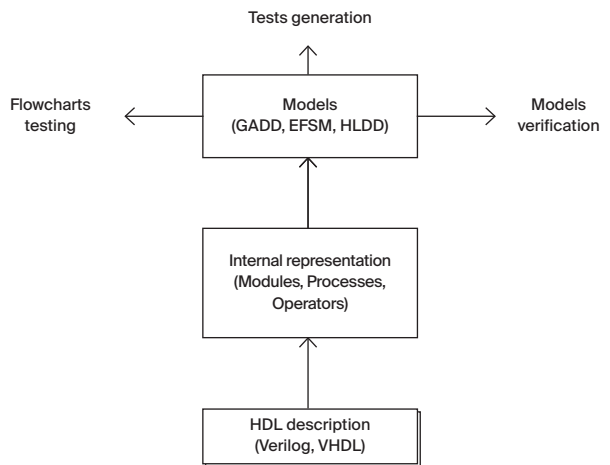 Tests generation
Flowcharts
testing
Models
(GADD, EFSM, HLDD)
Models
verification
Internal representation
(Modules, Processes,
Operators)
HDL description
(Verilog, VHDL)